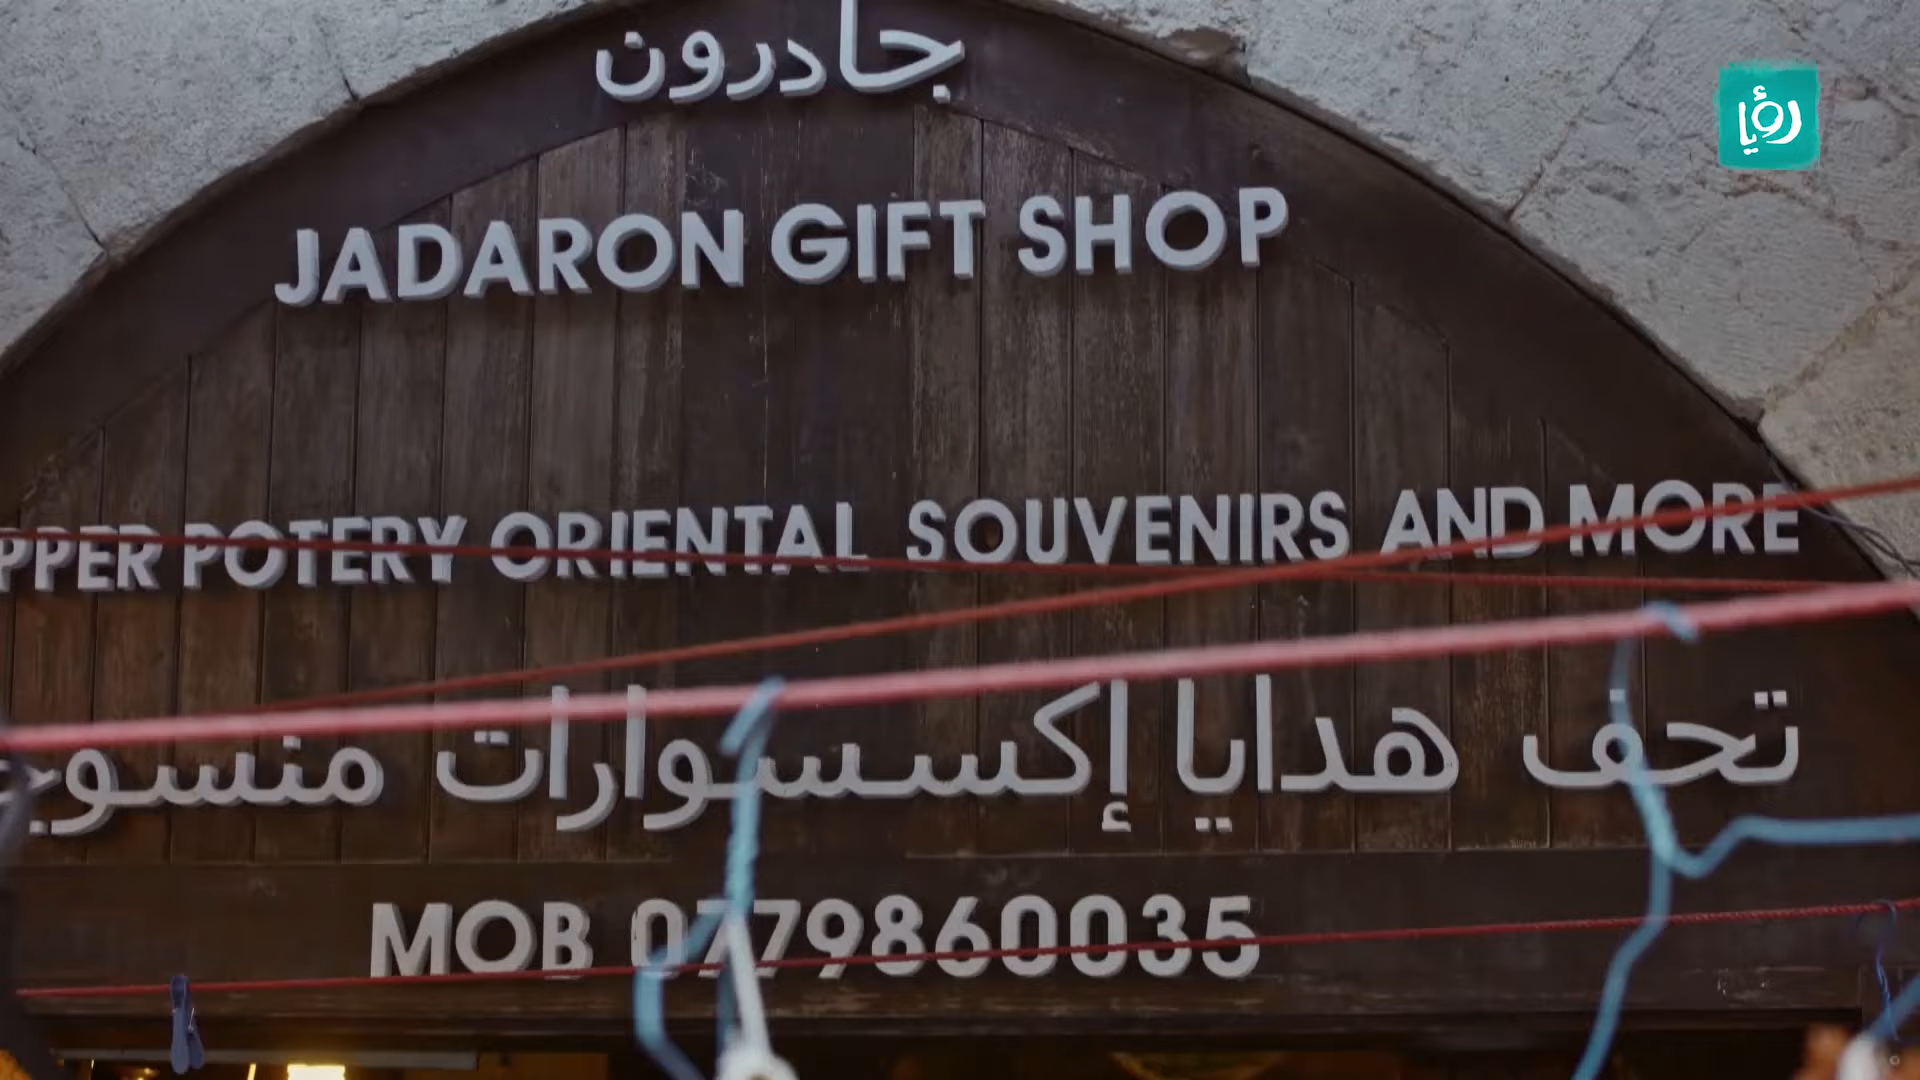 جادرون
رؤيا
JADARON GIFT SHOP
POTERY ORIENTAL SOUVENIRS AND MORE
تحف هدايا إكسسوارات
MOB 0779860035